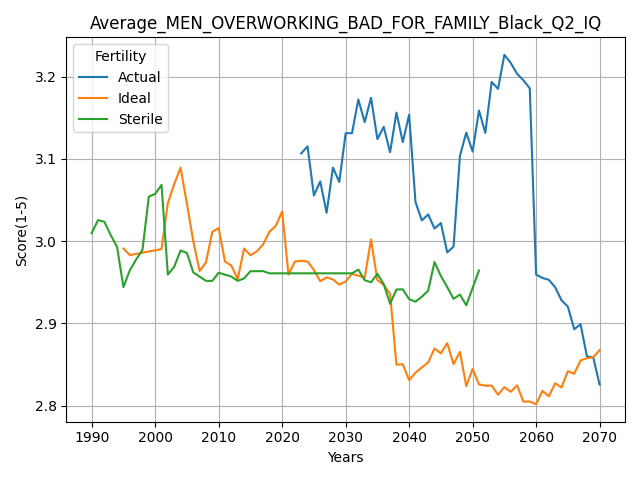 Average_MEN_OVERWORKING_BAD_FOR_FAMILY_Black_Q2_IQ
Fertility
Actual
Ideal
Sterile
Score(1-5)
3.2
3.1
3.0
2.9
2.8
1990 2000 2010 2020 2030 2040 2050 2060 2070
Years